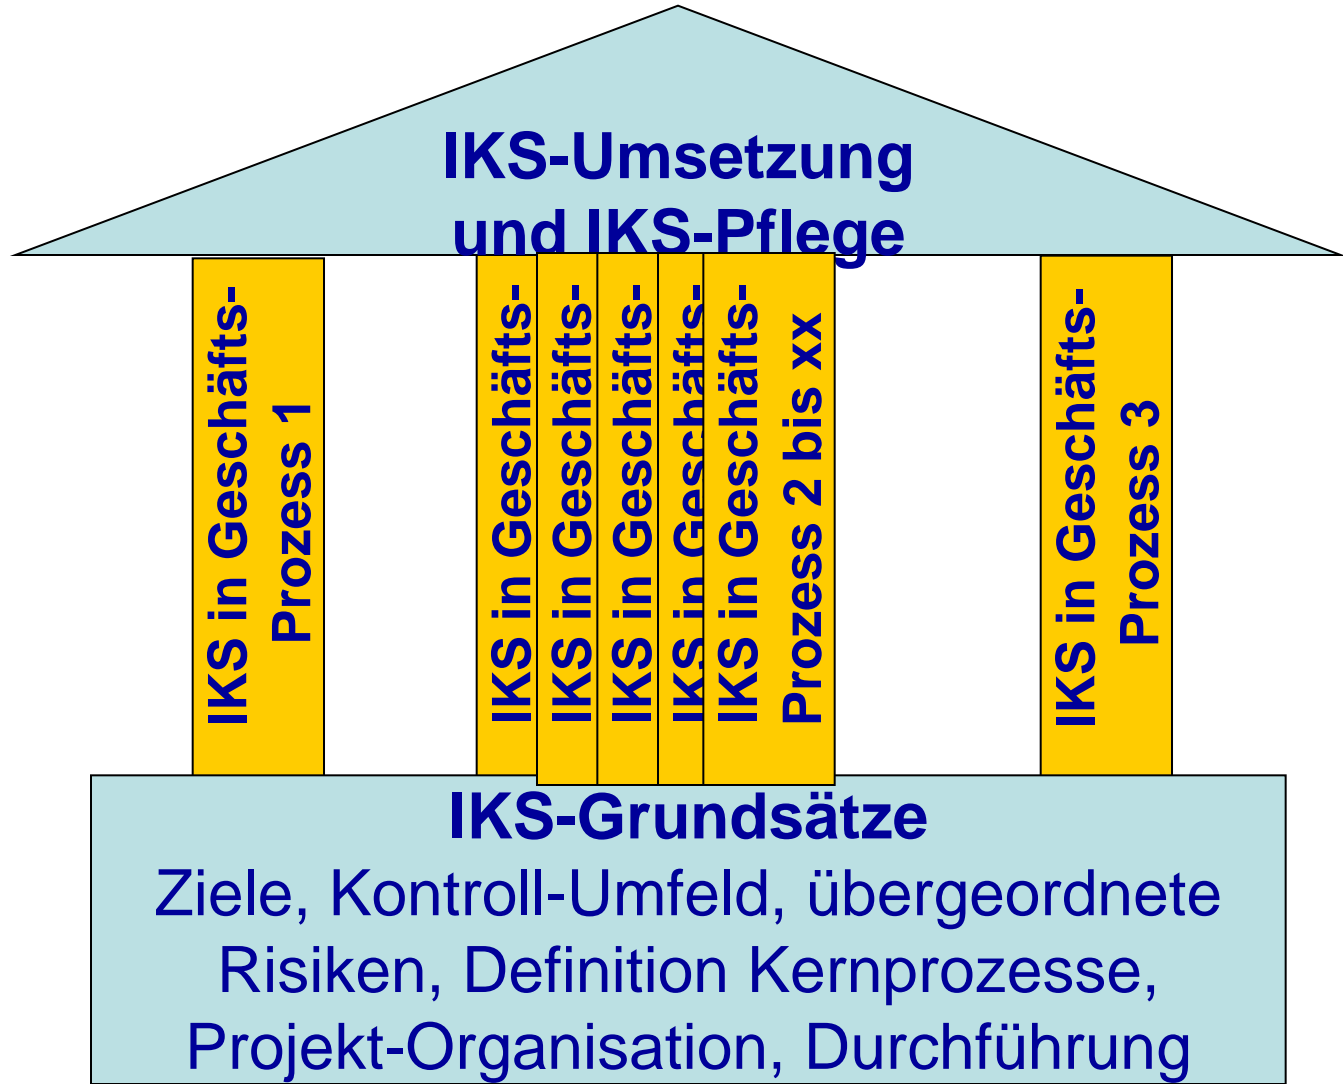 IKS-Umsetzung
und IKS-Pflege
IKS in Geschäfts-
Prozess 1
IKS in Geschäfts-
IKS in Geschäfts-
IKS in Geschäfts-
IKS in Geschäfts-
IKS in Geschäfts-
Prozess 2 bis xx
IKS in Geschäfts-
Prozess 3
IKS-Grundsätze
Ziele, Kontroll-Umfeld, übergeordnete
Risiken, Definition Kernprozesse,
Projekt-Organisation, Durchführung